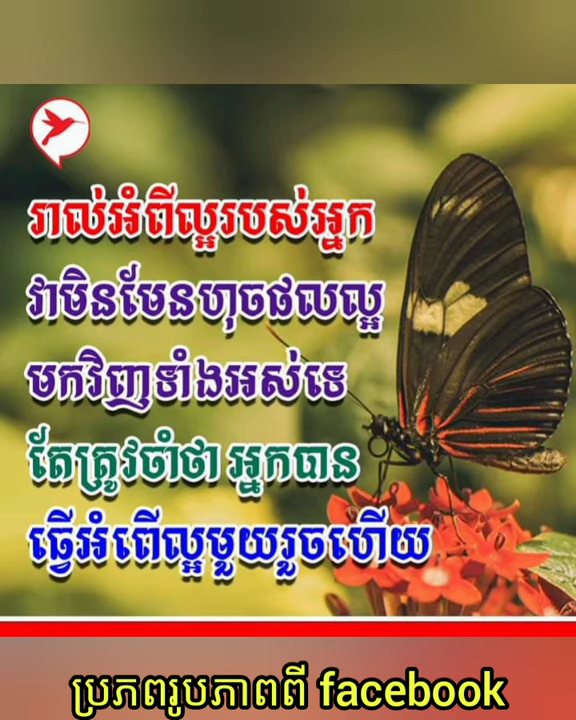 រាល់អំពីល្អរបស់អ្នក
វាមិនមែនហុចផលល្អ
មកវិញទាំងអស់ទេ
តែត្រូវចាំថា អ្នកបាន
ធ្វើអំពើល្អមួយរួចហើយ
ប្រភពរូបភាពពី facebook